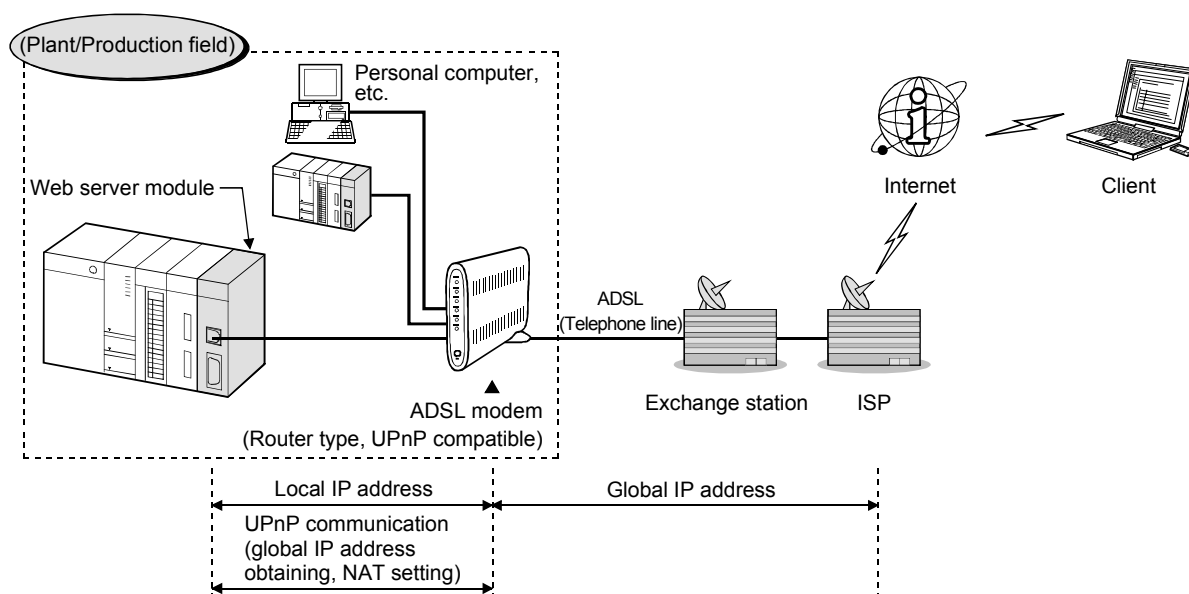 (Plant/Production field)
Personal computer,
etc.
Web server module
Internet
Client
ADSL
(Telephone line)
ADSL modem
(Router type, UPnP compatible)
Exchange station
ISP
Local IP address
Global IP address
UPnP communication
(global IP address
obtaining, NAT setting)